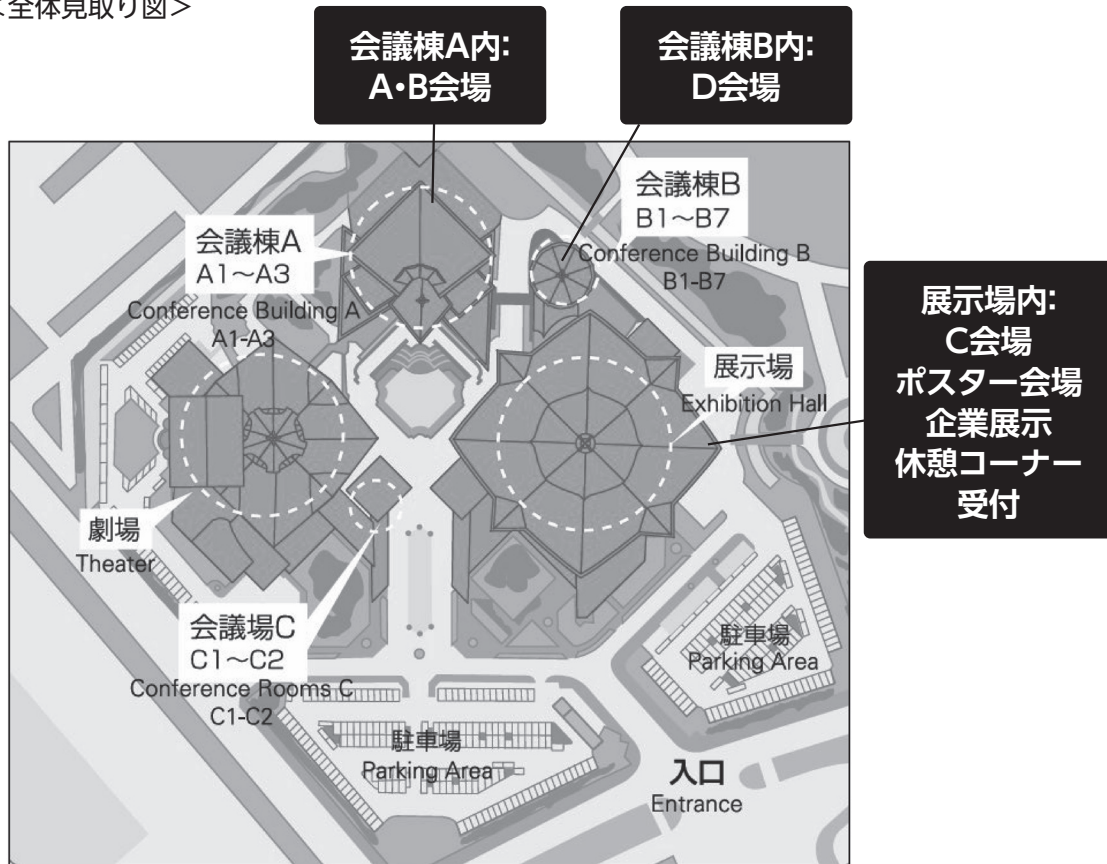 ＜全体見取り図＞
会議棟A内:
A・B会場
会議棟B内:
D会場
会議棟B
B1～B7
Conference Building B
B1-B7
会議棟A
A1～A3
Conference Building A
A1-A3
展示場内:
C会場
ポスター会場
企業展示
休憩コーナー
受付
展示場
Exhibition Hall
劇場
Theater
会議場C
C1～C2
Conference Rooms C
C1-C2
駐車場
Parking Area
駐車場
Parking Area
入口
Entrance